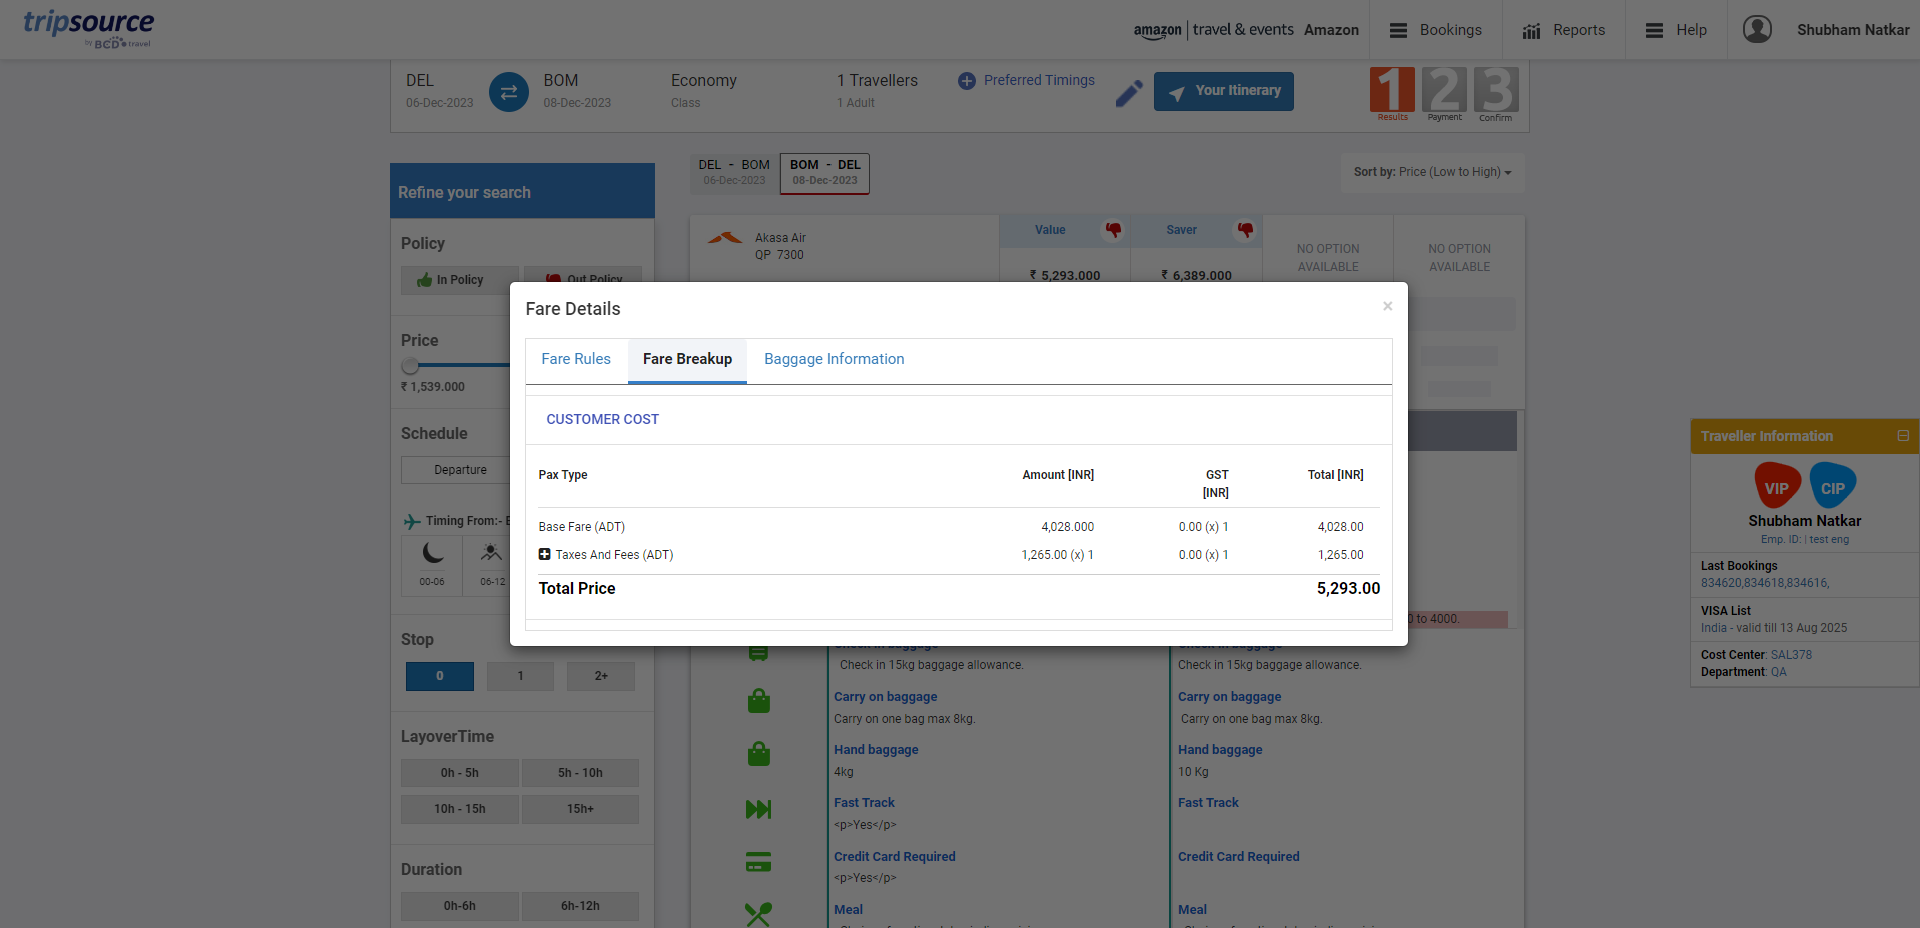 tripsource
by BCD travel
amazon | travel & events Amazon
Bookings
Reports
Help
Shubham Natkar
DEL
06-Dec-2023
BOM
08-Dec-2023
Economy
Class
1 Travellers
1 Adult
Preferred Timings
Your Itinerary
1 2 3
Results Payment Confirm
Refine your search
Policy
In Policy Out Policy
Price
₹ 1,539.000
Schedule
Departure
Timing From:-
00-06 06-12
Stop
0 1 2+
LayoverTime
0h - 5h 5h - 10h
10h - 15h 15h+
Duration
0h-6h 6h-12h
DEL - BOM
06-Dec-2023
BOM - DEL
08-Dec-2023
Sort by: Price (Low to High)
Akasa Air
QP 7300
Value
₹ 5,293.000
Saver
₹ 6,389.000
NO OPTION
AVAILABLE
NO OPTION
AVAILABLE
Fare Details
×
Fare Rules Fare Breakup Baggage Information
CUSTOMER COST
Pax Type Amount [INR] GST [INR] Total [INR]
Base Fare (ADT) 4,028.000 0.00 (x) 1 4,028.00
Taxes And Fees (ADT) 1,265.00 (x) 1 0.00 (x) 1 1,265.00
Total Price 5,293.00
to 4000.
Check in 15kg baggage allowance. Check in 15kg baggage allowance.
Carry on baggage Carry on baggage
Carry on one bag max 8kg. Carry on one bag max 8kg.
Hand baggage Hand baggage
4kg 10 Kg
Fast Track Fast Track
<p>Yes</p>
Credit Card Required Credit Card Required
<p>Yes</p>
Meal Meal
Traveller Information
VIP CIP
Shubham Natkar
Emp. ID: | test eng
Last Bookings
834620,834618,834616,
VISA List
India - valid till 13 Aug 2025
Cost Center: SAL378
Department: QA